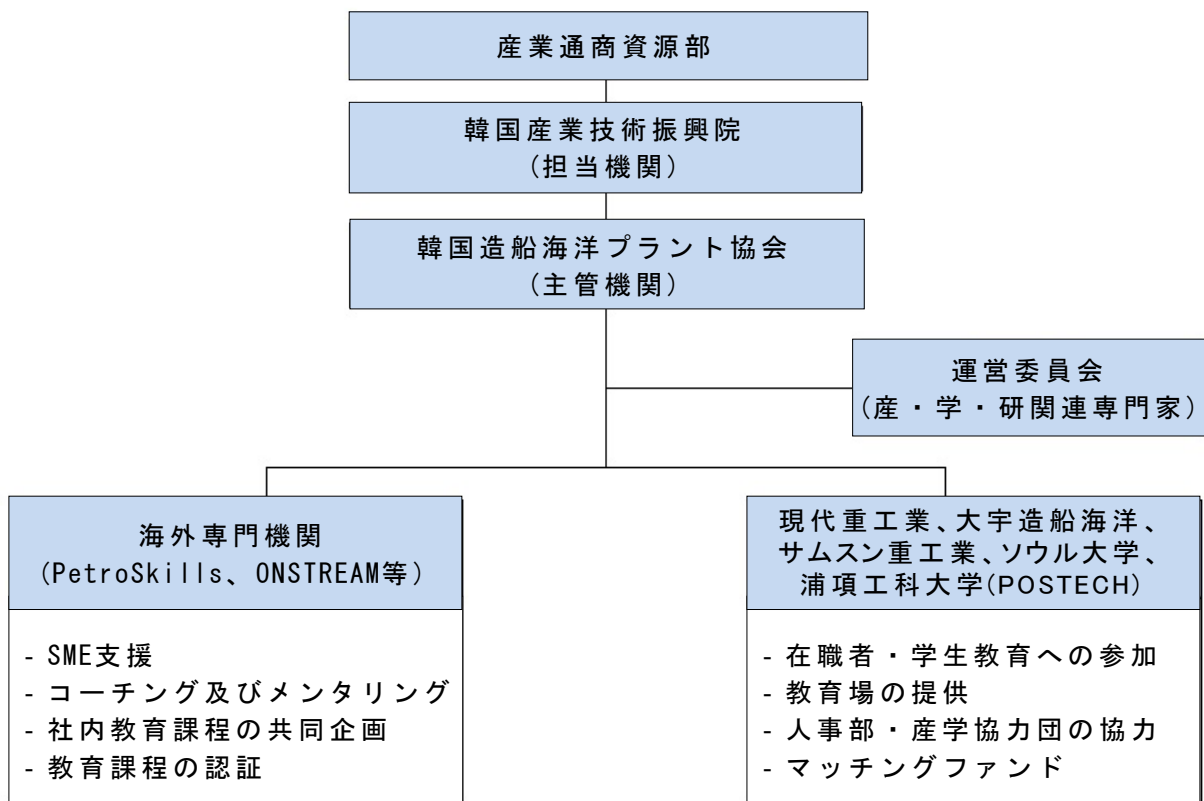 産業通商資源部
韓国産業技術振興院
(担当機関)
韓国造船海洋プラント協会
(主管機関)
運営委員会
(産・学・研関連専門家)
海外専門機関
(PetroSkills、ONSTREAM等)
- SME支援
- コーチング及びメンタリング
- 社内教育課程の共同企画
- 教育課程の認証
現代重工業、大宇造船海洋、
サムスン重工業、ソウル大学、
浦項工科大学(POSTECH)
- 在職者・学生教育への参加
- 教育場の提供
- 人事部・産学協力団の協力
- マッチングファンド